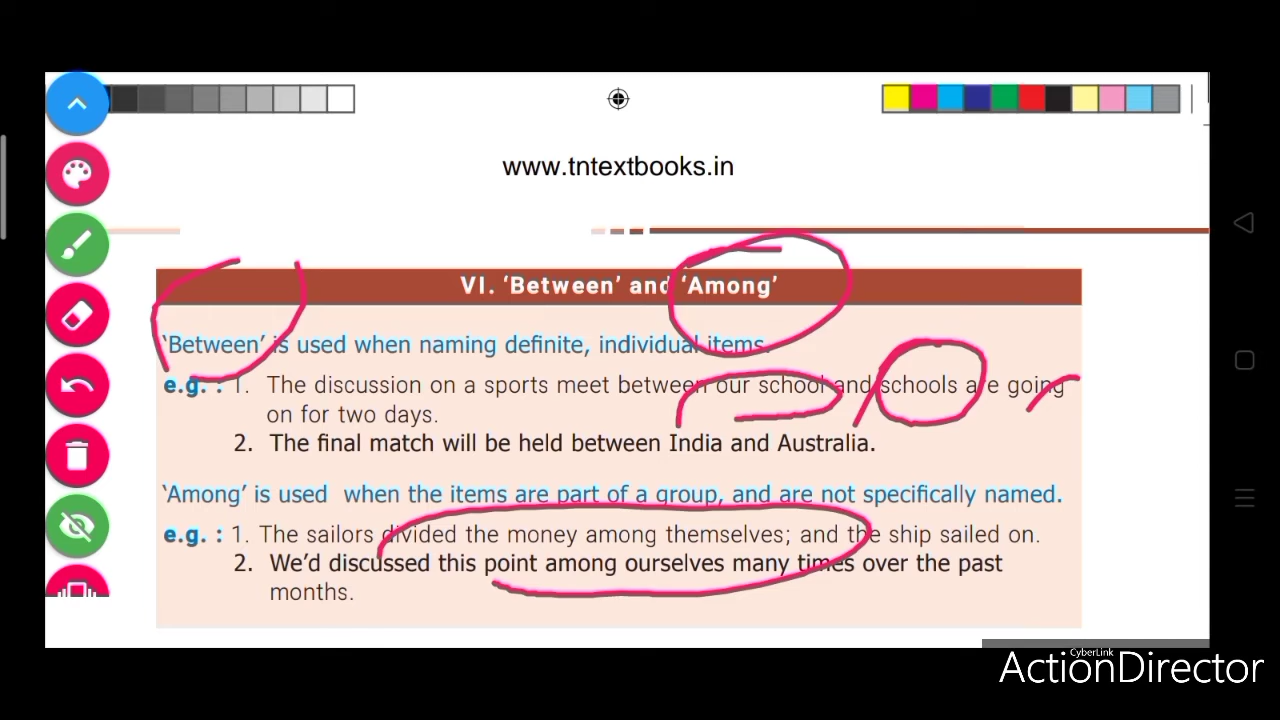 www.tntextbooks.in
VI. ‘Between’ and ‘Among’
‘Between’ is used when naming definite, individual items.
e.g. : 1. The discussion on a sports meet between our school and schools are going
on for two days.
2. The final match will be held between India and Australia.
‘Among’ is used when the items are part of a group, and are not specifically named.
e.g. : 1. The sailors divided the money among themselves; and the ship sailed on.
2. We’d discussed this point among ourselves many times over the past
months.
CyberLink
ActionDirector